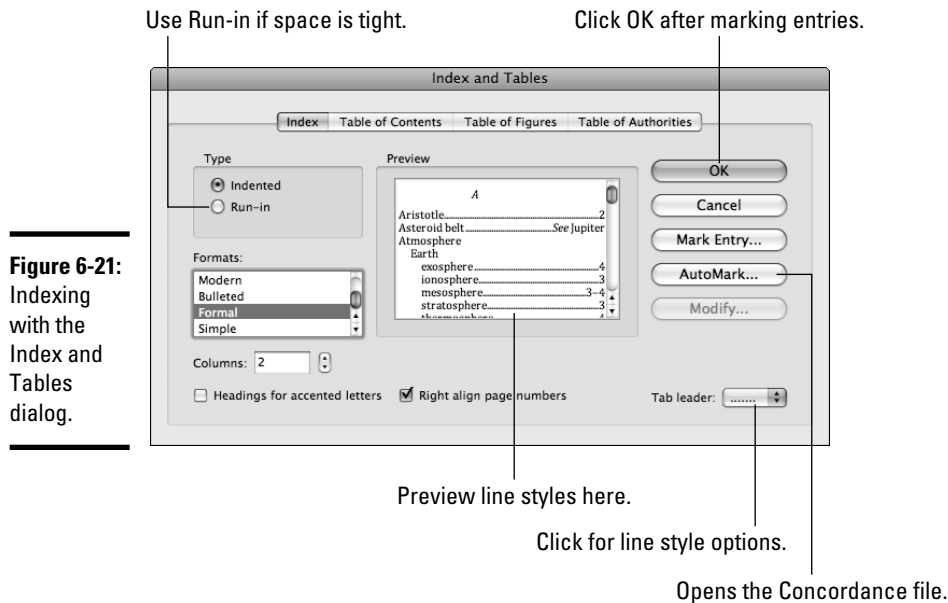 Use Run-in if space is tight.
Click OK after marking entries.
Index and Tables
Index Table of Contents Table of Figures Table of Authorities
Type
Indented
Run-in
Preview
A
Aristotle.......................2
Asteroid belt.......................See Jupiter
Atmosphere
Earth
exosphere.......................4
ionosphere.......................3
mesosphere.......................3–4
stratosphere.......................3
thermosphere.......................4
OK
Cancel
Mark Entry...
AutoMark...
Modify...
Formats:
Modern
Bulleted
Formal
Simple
Columns: 2
Headings for accented letters
Right align page numbers
Tab leader: .......
Figure 6-21:
Indexing
with the
Index and
Tables
dialog.
Preview line styles here.
Click for line style options.
Opens the Concordance file.